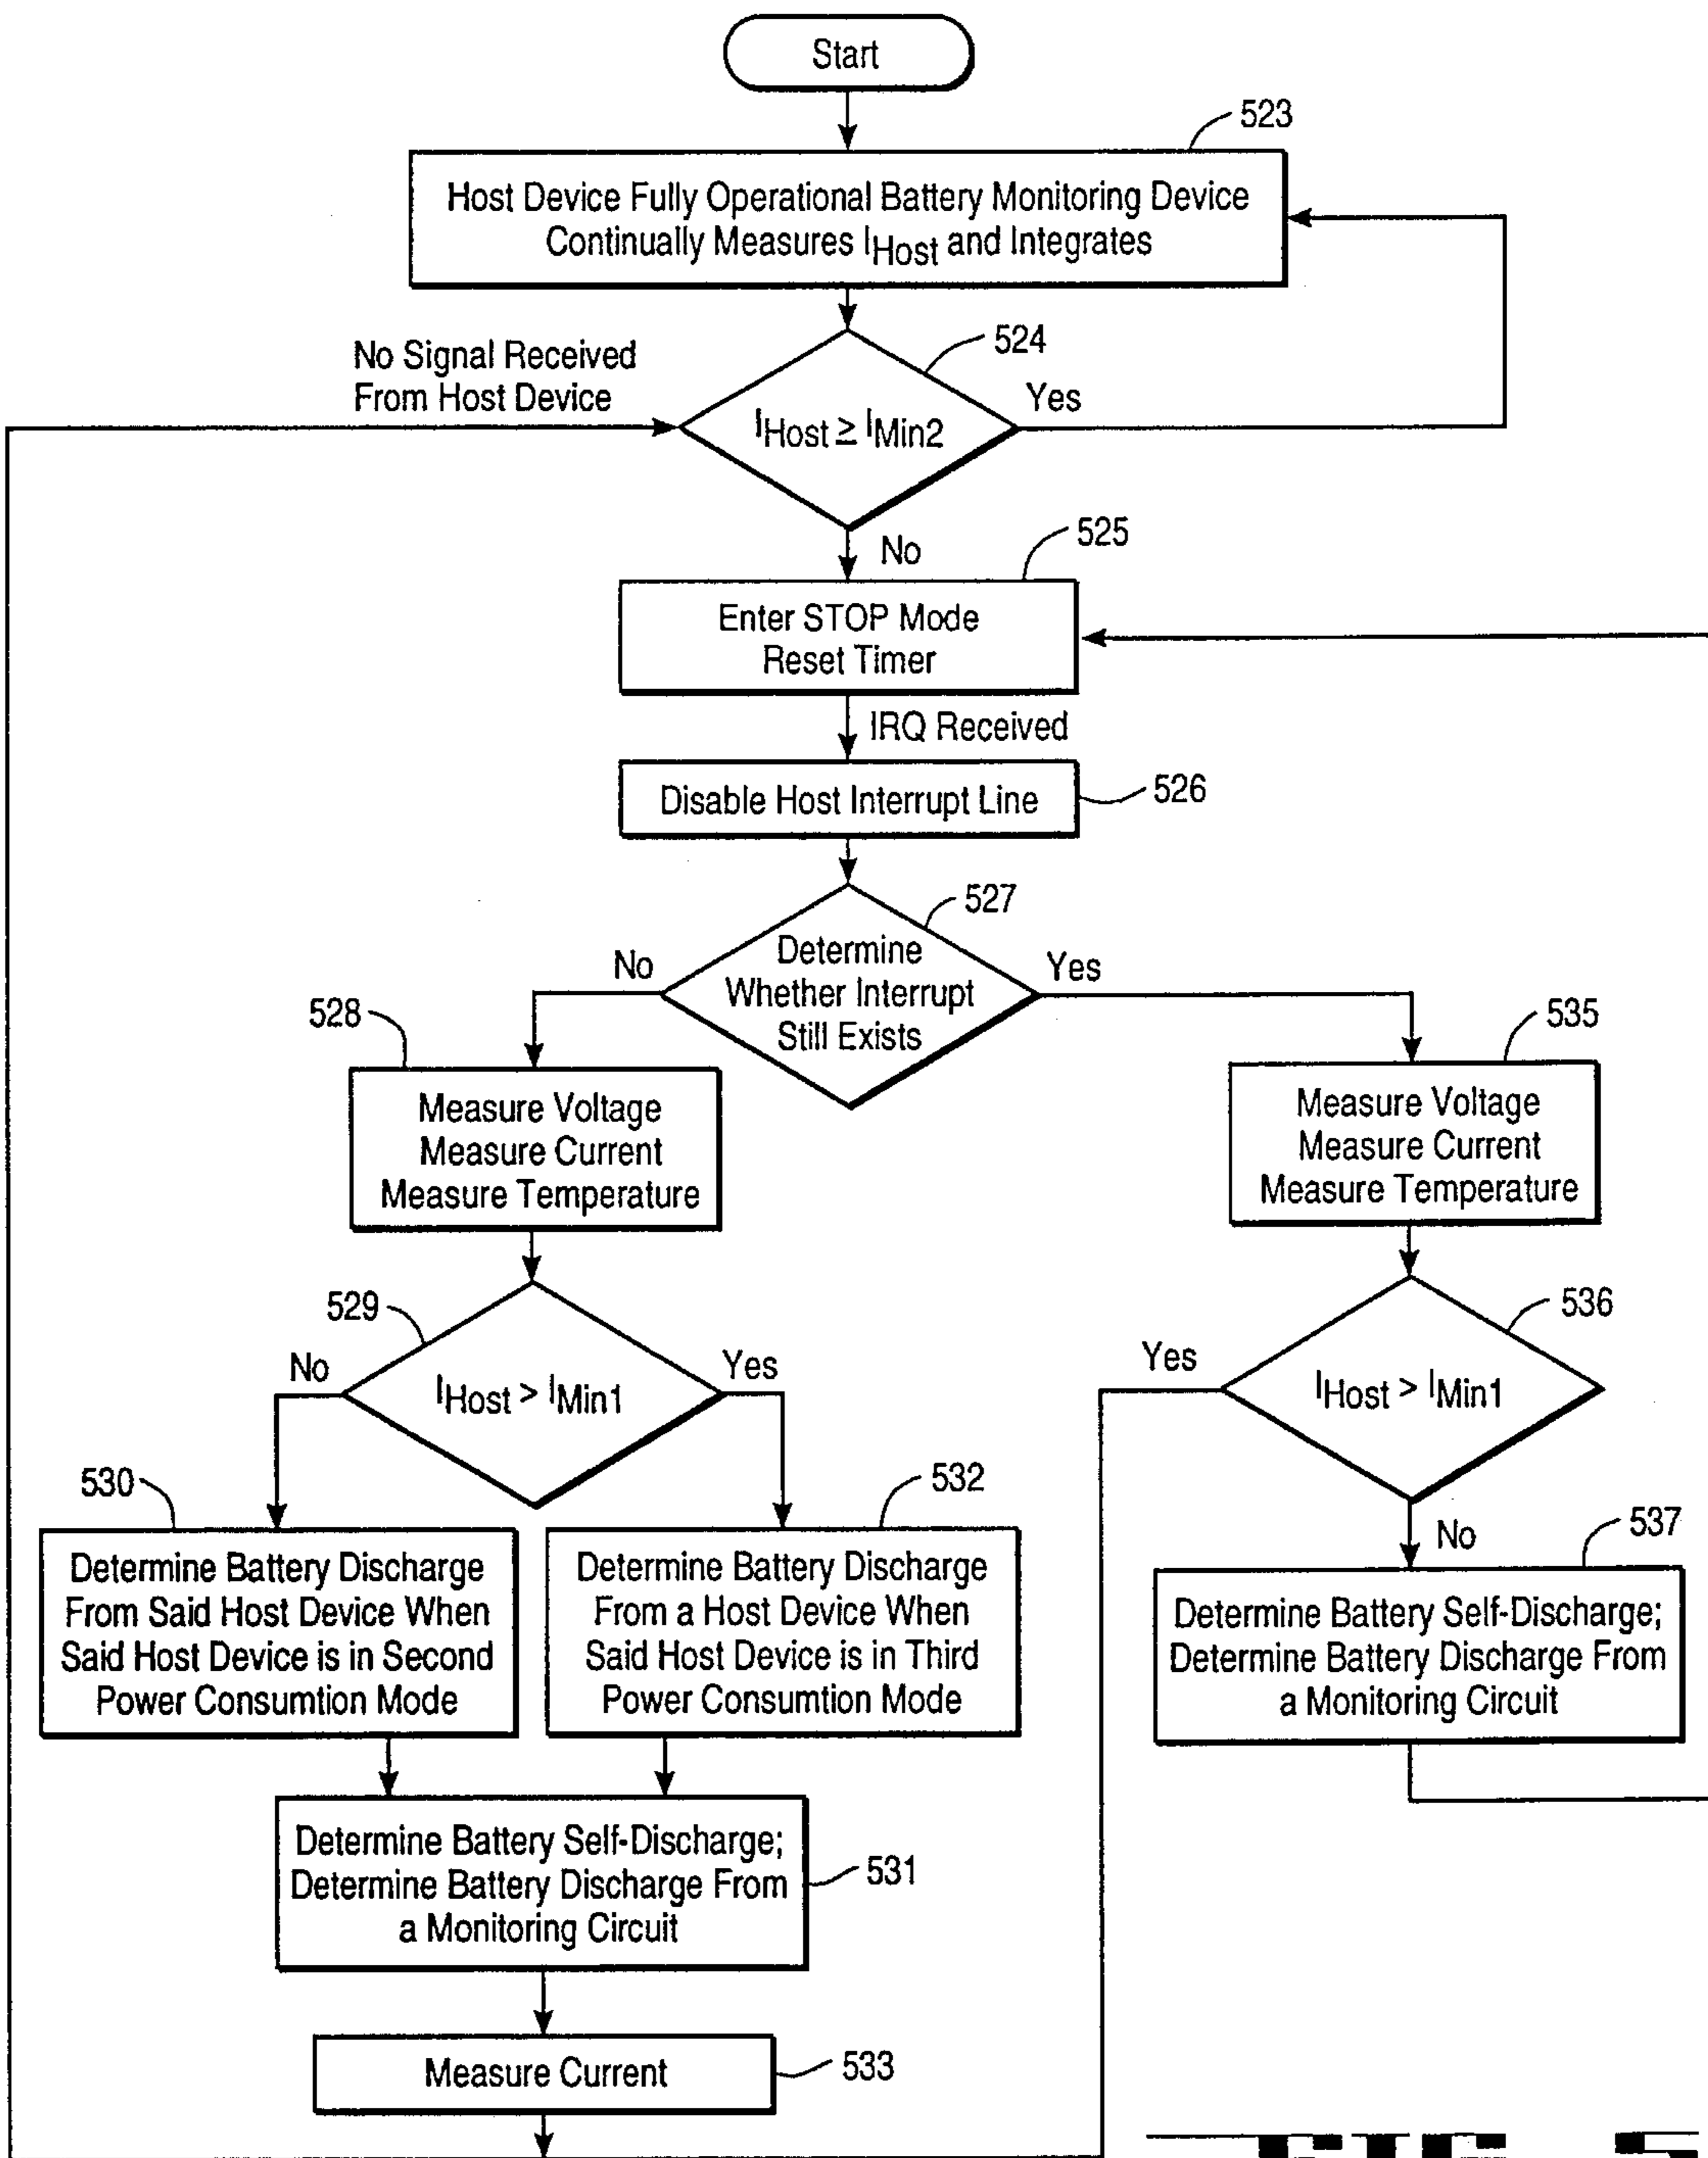 Start
523
Host Device Fully Operational Battery Monitoring Device
Continually Measures IHost and Integrates
524
No Signal Received
From Host Device
IHost ≥ IMin2
Yes
No
525
Enter STOP Mode
Reset Timer
IRQ Received
Disable Host Interrupt Line
526
527
Determine
Whether Interrupt
Still Exists
No
Yes
528
Measure Voltage
Measure Current
Measure Temperature
535
Measure Voltage
Measure Current
Measure Temperature
529
No
IHost > IMin1
Yes
536
Yes
IHost > IMin1
No
530
Determine Battery Discharge
From Said Host Device When
Said Host Device is in Second
Power Consumtion Mode
532
Determine Battery Discharge
From a Host Device When
Said Host Device is in Third
Power Consumtion Mode
537
Determine Battery Self-Discharge;
Determine Battery Discharge From
a Monitoring Circuit
Determine Battery Self-Discharge;
Determine Battery Discharge From
a Monitoring Circuit
531
Measure Current
533